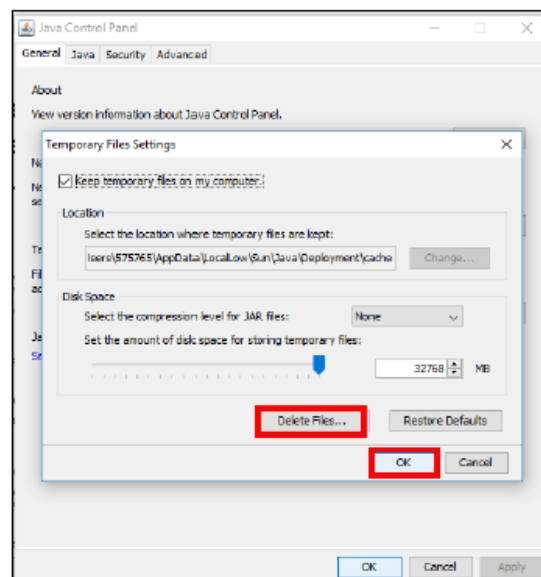 Java Control Panel
General Java Security Advanced
About
View version information about Java Control Panel.
Temporary Files Settings
Keep temporary files on my computer.
Location
Select the location where temporary files are kept:
Isers\575765\AppData\LocalLow\Sun\Java\Deployment\cache
Change...
Disk Space
Select the compression level for JAR files:
None
Set the amount of disk space for storing temporary files:
32768 MB
Delete Files...
Restore Defaults
OK
Cancel
OK
Cancel
Apply